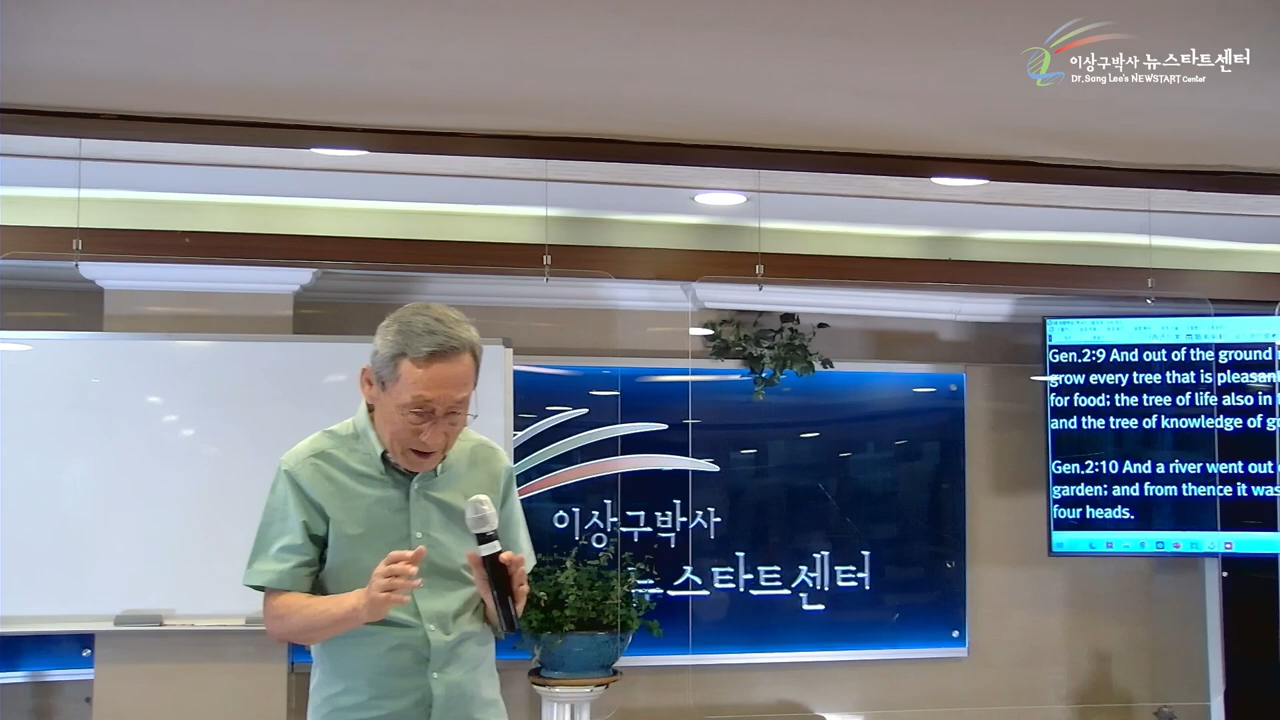 이상구박사 뉴스타트센터
Dr. Sang Lee's NEWSTART Center
이상구박사
뉴스타트센터
Gen.2:9 And out of the ground
grow every tree that is pleasant
for food; the tree of life also in
and the tree of knowledge of
Gen.2:10 And a river went out
garden; and from thence it was
four heads.